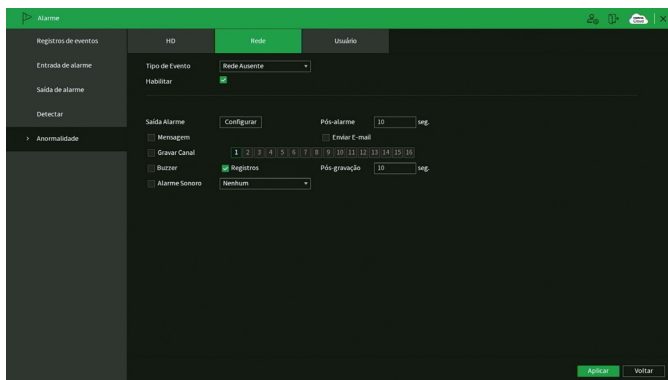 Alarme
Registros de eventos
Entrada de alarme
Saída de alarme
Detectar
> Anormalidade
HD Rede Usuário
Tipo de Evento Rede Ausente
Habilitar
Saída Alarme Configurar Pós-alarme 10 seg.
Mensagem Enviar E-mail
Gravar Canal 1 2 3 4 5 6 7 8 9 10 11 12 13 14 15 16
Buzzer Registros Pós-gravação 10 seg.
Alarme Sonoro Nenhum
Aplicar Voltar